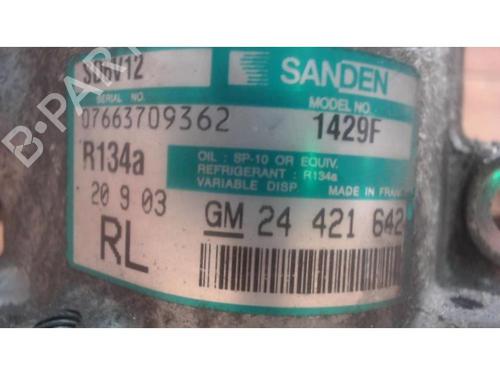 SD6V12
SANDEN
SERIAL NO.
MODEL NO.
07663709362
1429F
R134a
OIL : SP-10 OR EQUIV.
REFRIGERANT : R134a
VARIABLE DISP
MADE IN FRANCE
20 9 03
GM 24 421 642
RL
B-PARTS